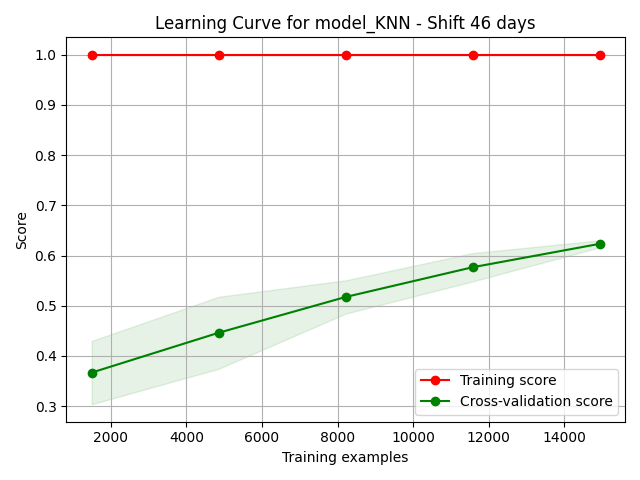 Learning Curve for model_KNN - Shift 46 days
1.0
0.9
0.8
0.7
0.6
0.5
0.4
0.3
Score
2000 4000 6000 8000 10000 12000 14000
Training examples
Training score
Cross-validation score